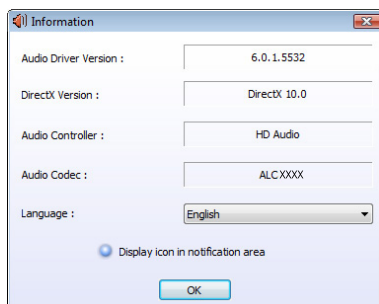 Information
Audio Driver Version :
6.0.1.5532
DirectX Version :
DirectX 10.0
Audio Controller :
HD Audio
Audio Codec :
ALCXXXX
Language :
English
Display icon in notification area
OK